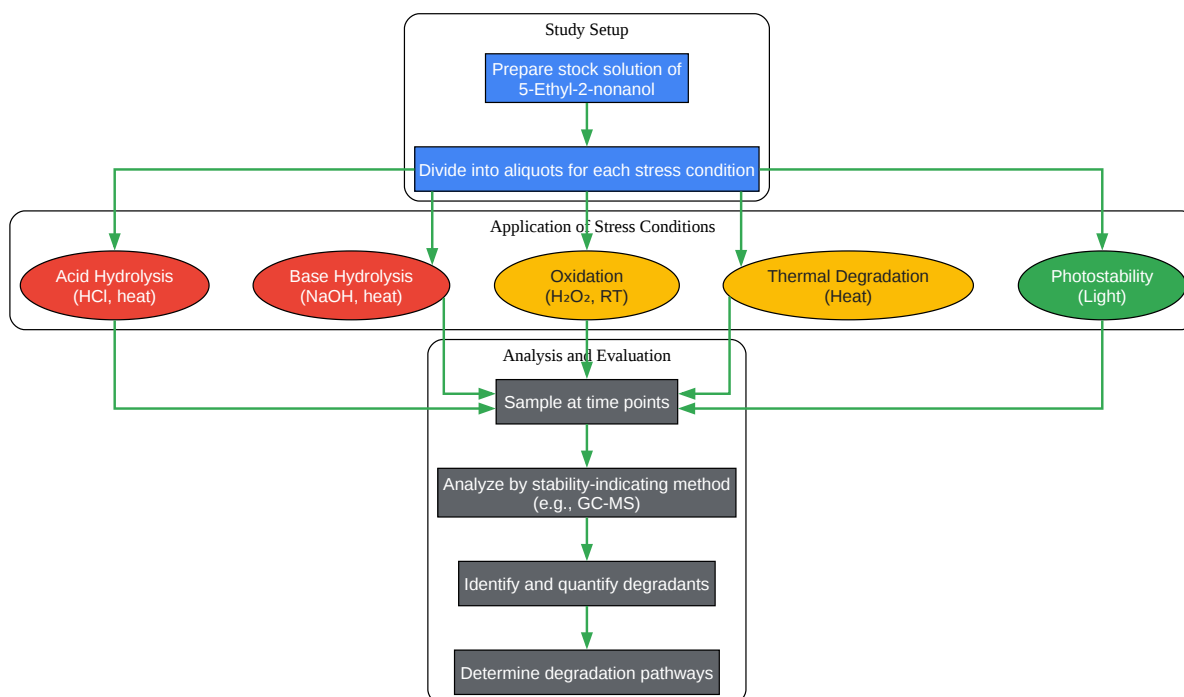 Study Setup
Prepare stock solution of
5-Ethyl-2-nonanol
Divide into aliquots for each stress condition
Application of Stress Conditions
Acid Hydrolysis
(HCl, heat)
Base Hydrolysis
(NaOH, heat)
Oxidation
(H₂O₂, RT)
Thermal Degradation
(Heat)
Photostability
(Light)
Analysis and Evaluation
Sample at time points
Analyze by stability-indicating method
(e.g., GC-MS)
Identify and quantify degradants
Determine degradation pathways